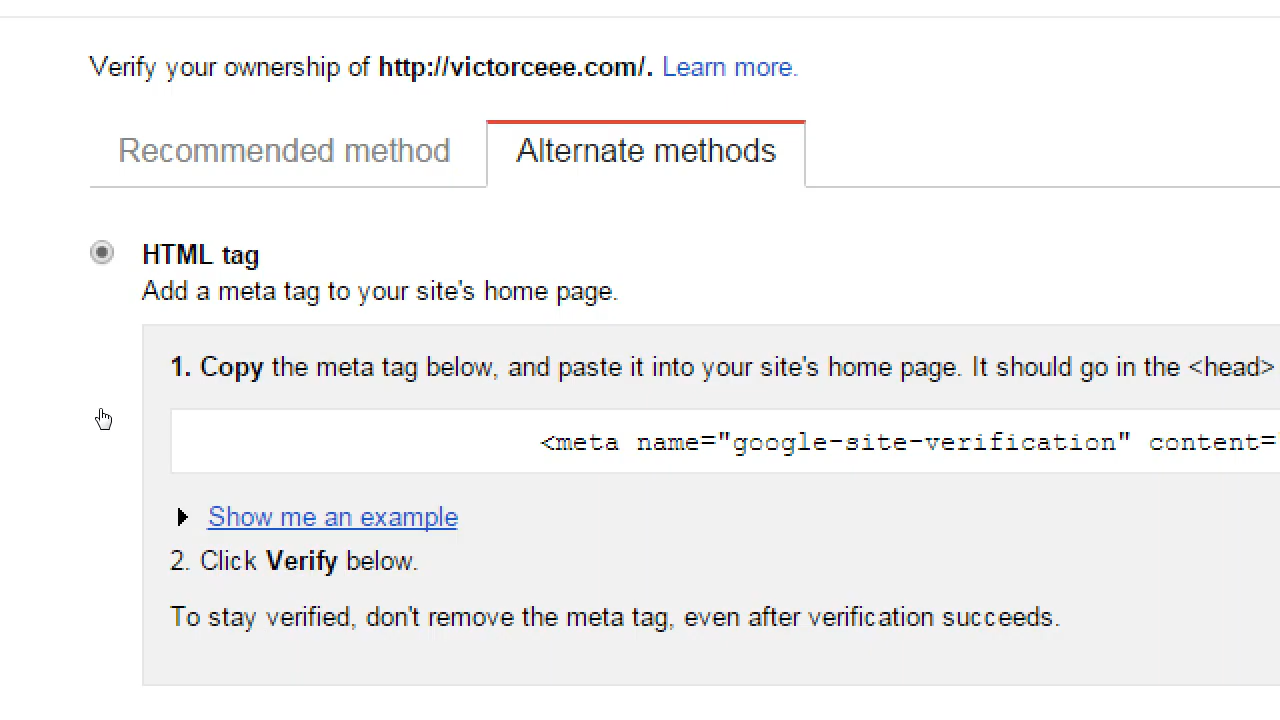 Verify your ownership of http://victorceee.com/. Learn more.
Recommended method
Alternate methods
HTML tag
Add a meta tag to your site's home page.
1. Copy the meta tag below, and paste it into your site's home page. It should go in the <head>
<meta name="google-site-verification" content=
Show me an example
2. Click Verify below.
To stay verified, don't remove the meta tag, even after verification succeeds.